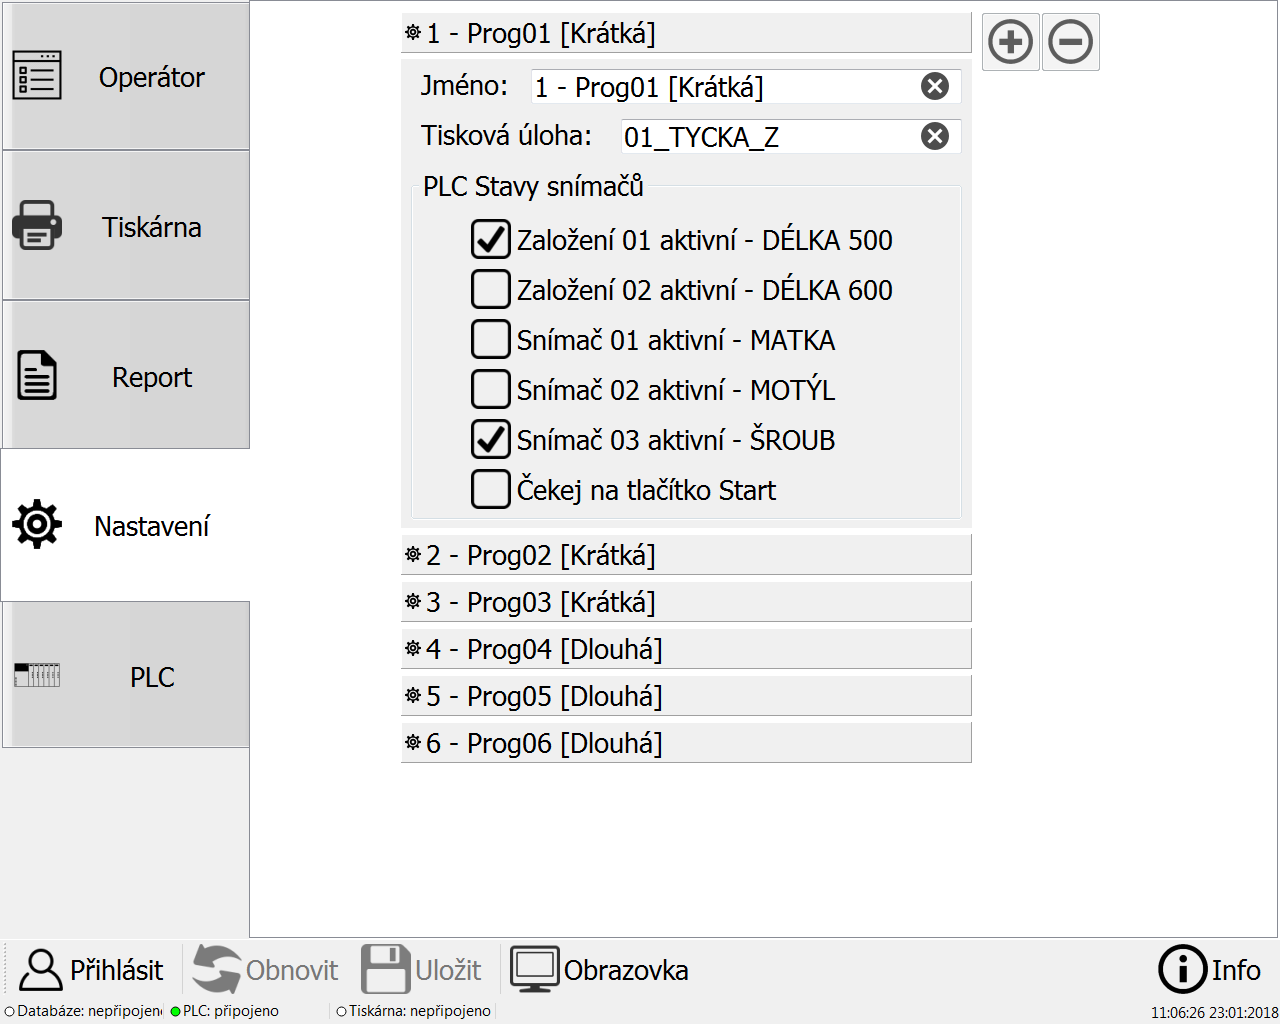 Operátor
Tiskárna
Report
Nastavení
PLC
1 - Prog01 [Krátká]
Jméno: 1 - Prog01 [Krátká]
Tisková úloha: 01_TYCKA_Z
PLC Stavy snímačů
Založení 01 aktivní - DÉLKA 500
Založení 02 aktivní - DÉLKA 600
Snímač 01 aktivní - MATKA
Snímač 02 aktivní - MOTÝL
Snímač 03 aktivní - ŠROUB
Čekej na tlačítko Start
2 - Prog02 [Krátká]
3 - Prog03 [Krátká]
4 - Prog04 [Dlouhá]
5 - Prog05 [Dlouhá]
6 - Prog06 [Dlouhá]
Přihlásit Obnovit Uložit Obrazovka Info
Databáze: nepřipojen PLC: připojeno Tiskárna: nepřipojeno 11:06:26 23:01:2018